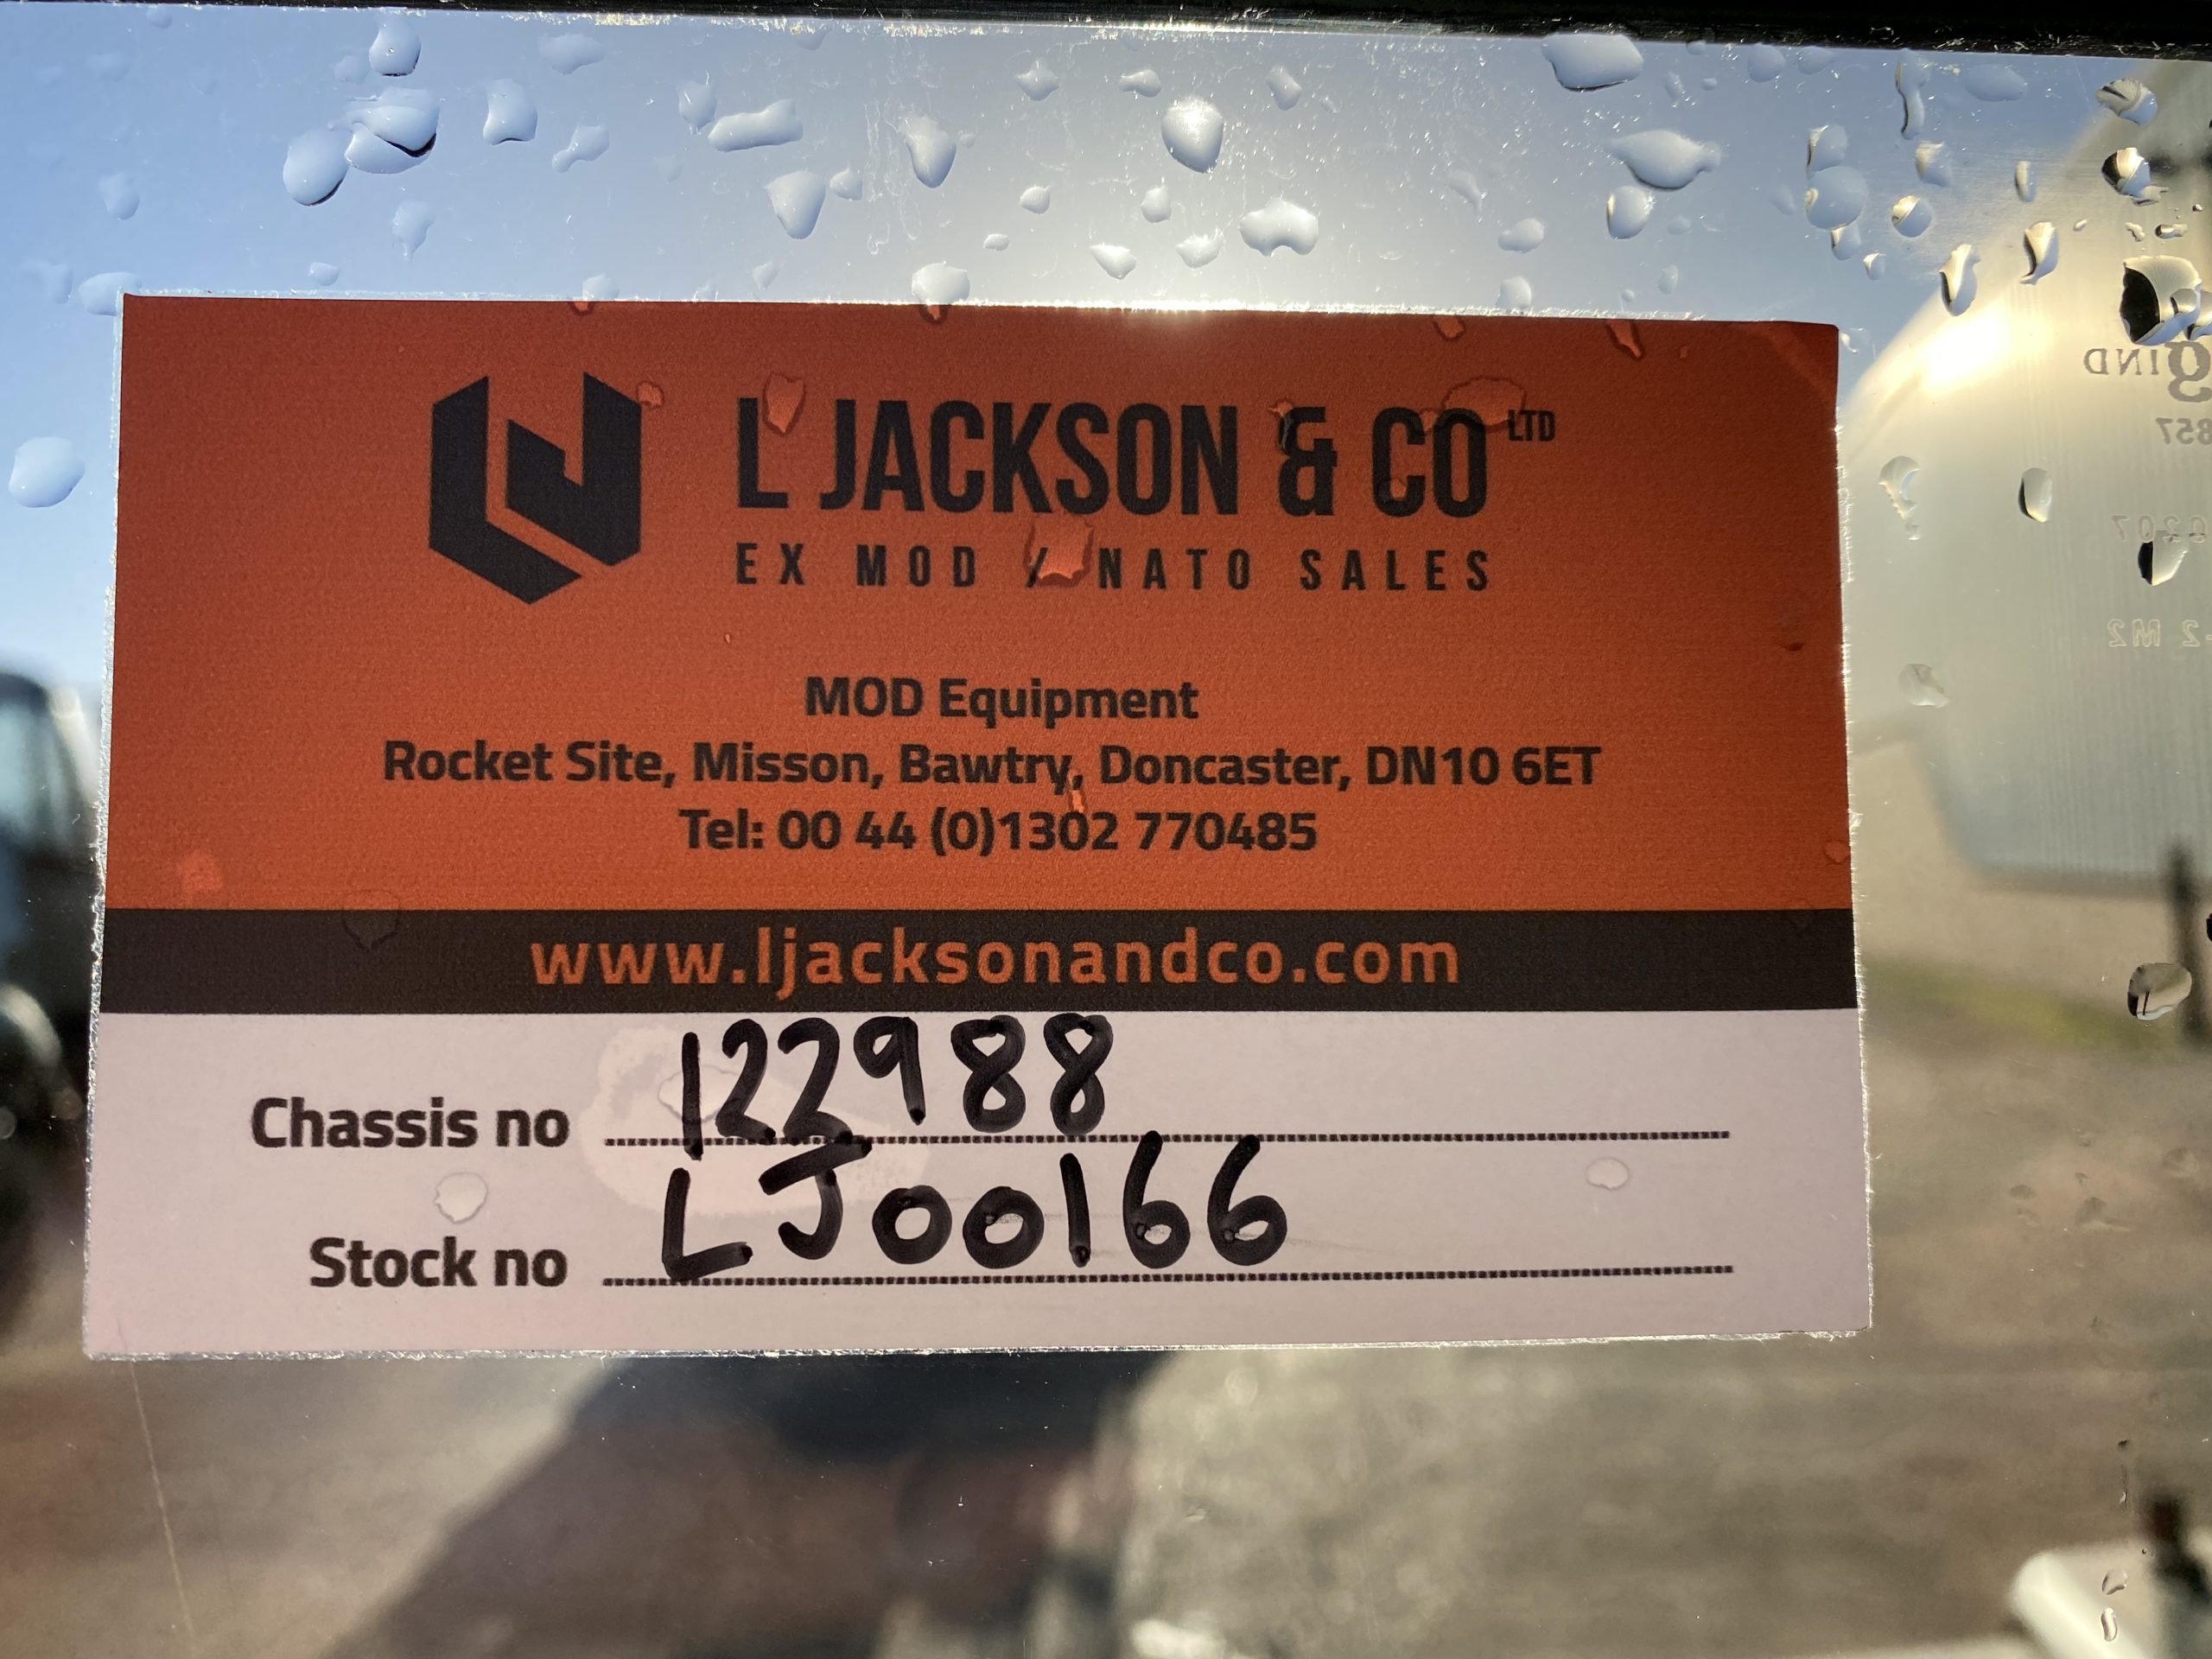 L JACKSON & CO LTD
EX MOD / NATO SALES
MOD Equipment
Rocket Site, Misson, Bawtry, Doncaster, DN10 6ET
Tel: 00 44 (0)1302 770485
www.ljacksonandco.com
Chassis no 122988
Stock no LJ00166